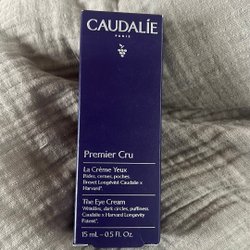 CAUDALÍE
PARIS
Premier Cru
La Crème Yeux
Rides, cernes, poches,
Brevet Longévité Caudalie x
Harvard*.
The Eye Cream
Wrinkles, dark circles, puffiness,
Caudalie x Harvard Longevity
Patent*.
15 mL - 0.5 Fl. Oz.